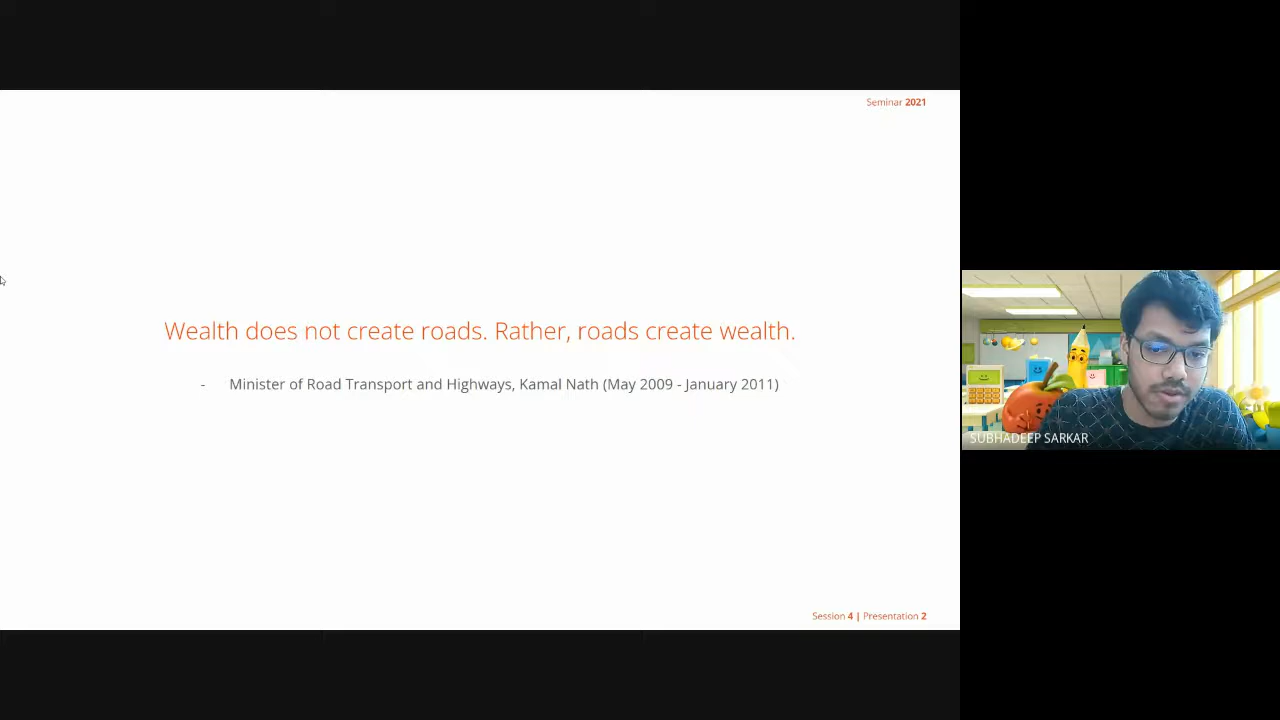 Seminar 2021
Wealth does not create roads. Rather, roads create wealth.
- Minister of Road Transport and Highways, Kamal Nath (May 2009 - January 2011)
SUBHADEEP SARKAR
Session 4 | Presentation 2